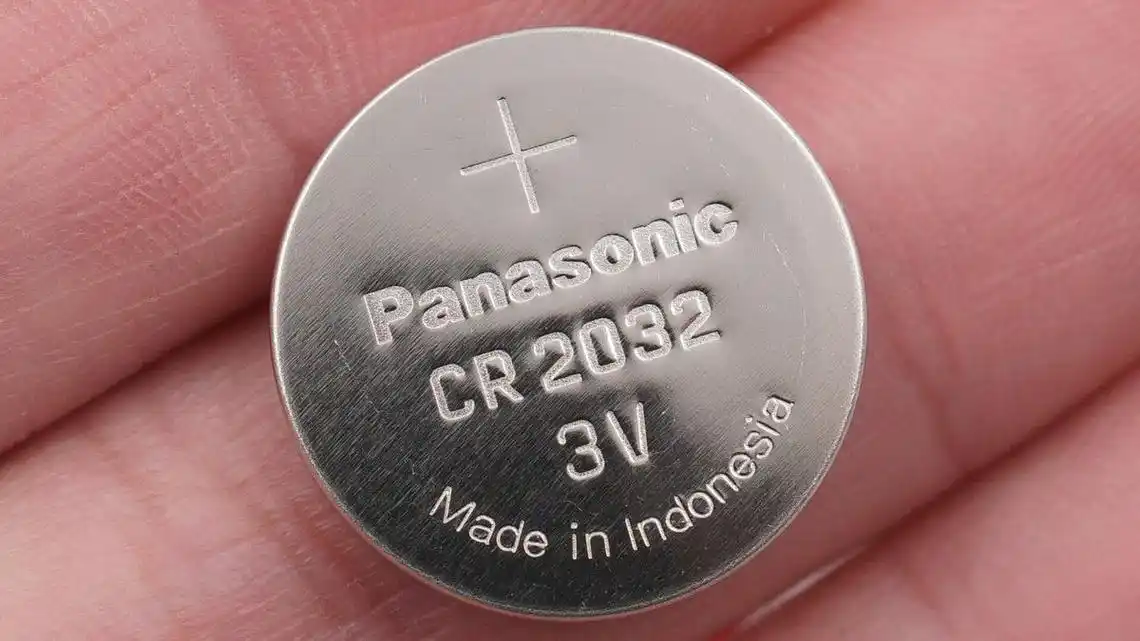 +
Panasonic
CR 2032
3V
Made in Indonesia